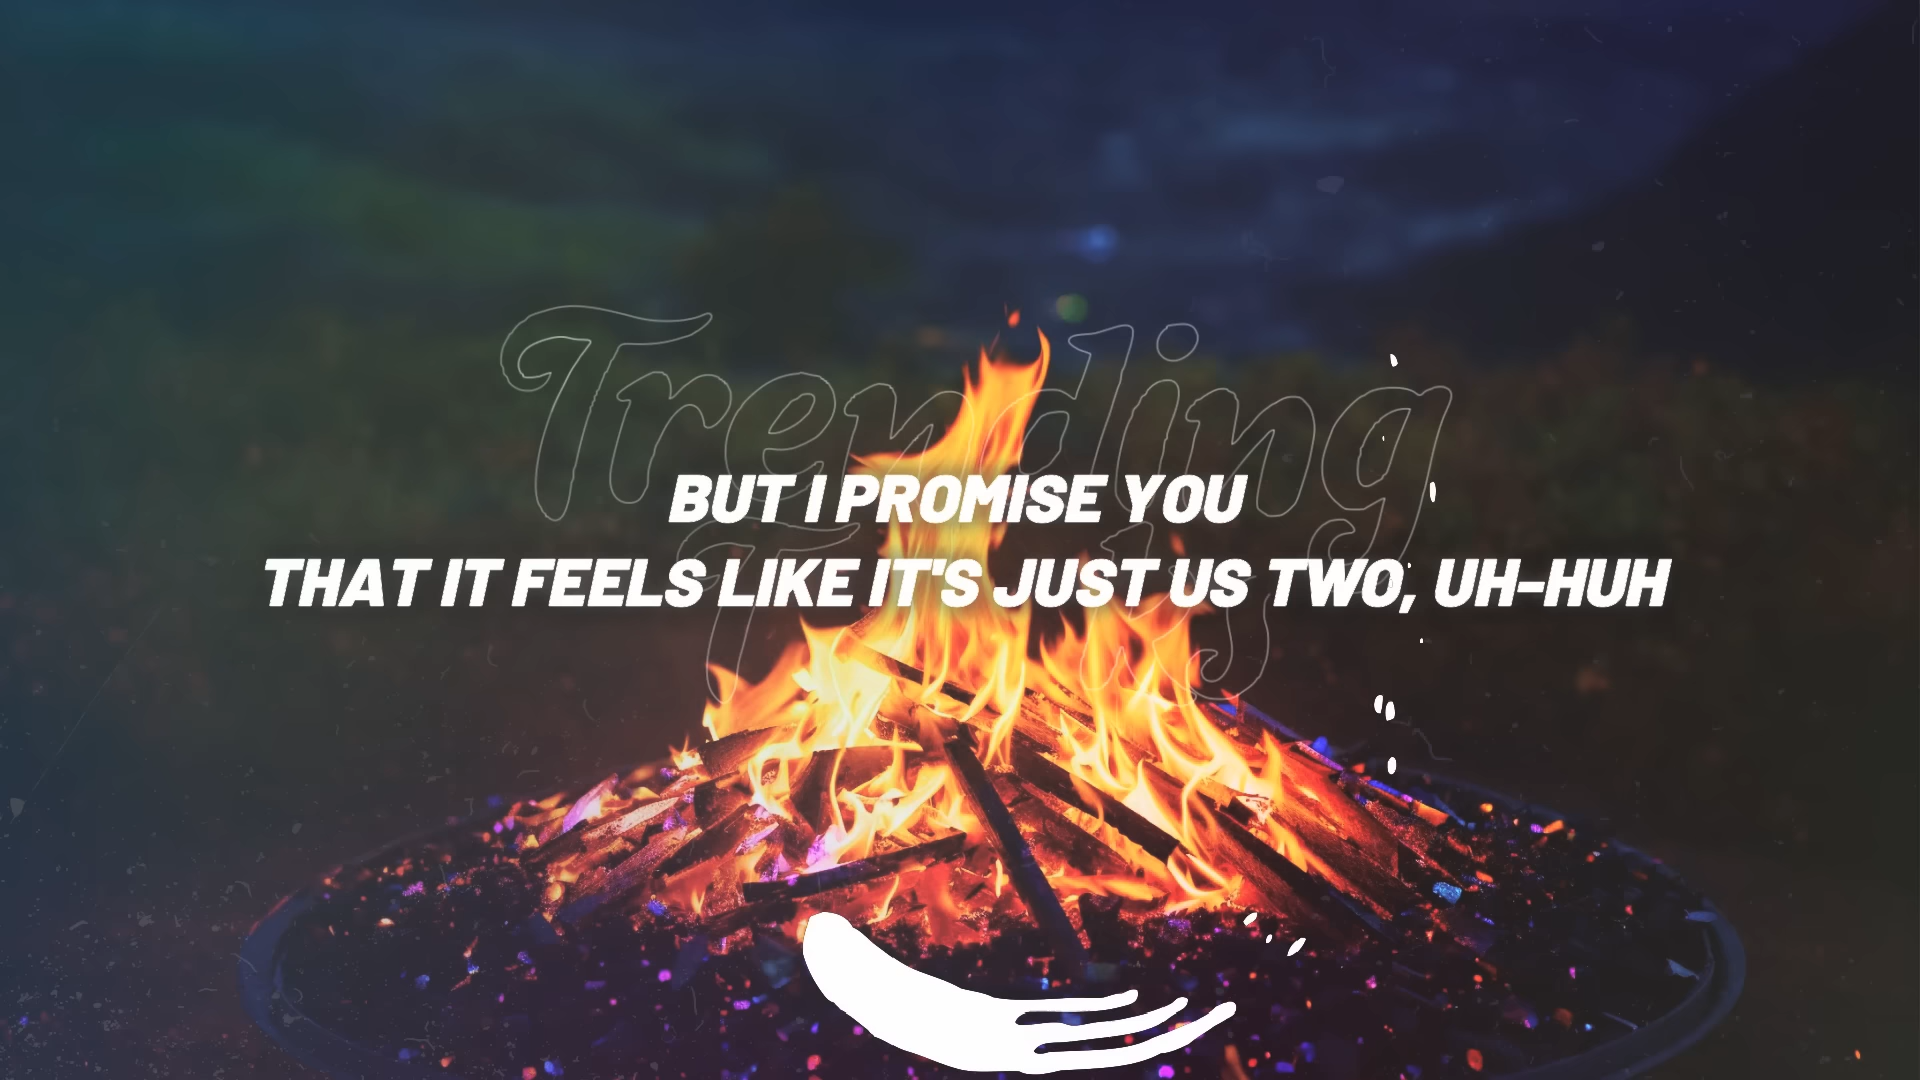 Trending
BUT I PROMISE YOU
THAT IT FEELS LIKE IT'S JUST US TWO, UH-HUH